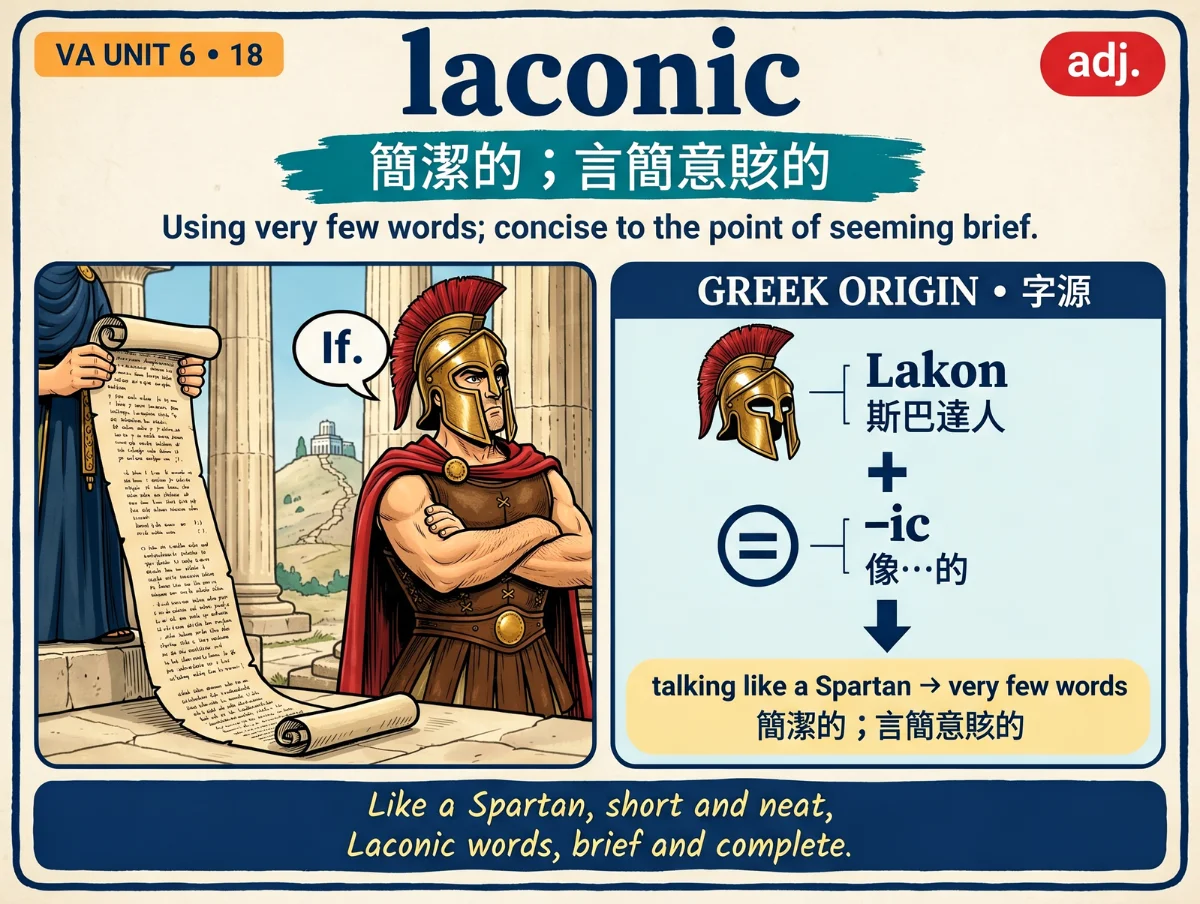 VA UNIT 6 • 18
laconic
adj.
簡潔的；言簡意賅的
Using very few words; concise to the point of seeming brief.
If.
GREEK ORIGIN • 字源
Lakon
斯巴達人
+
-ic
=
像…的
talking like a Spartan → very few words
簡潔的；言簡意賅的
Like a Spartan, short and neat,
Laconic words, brief and complete.